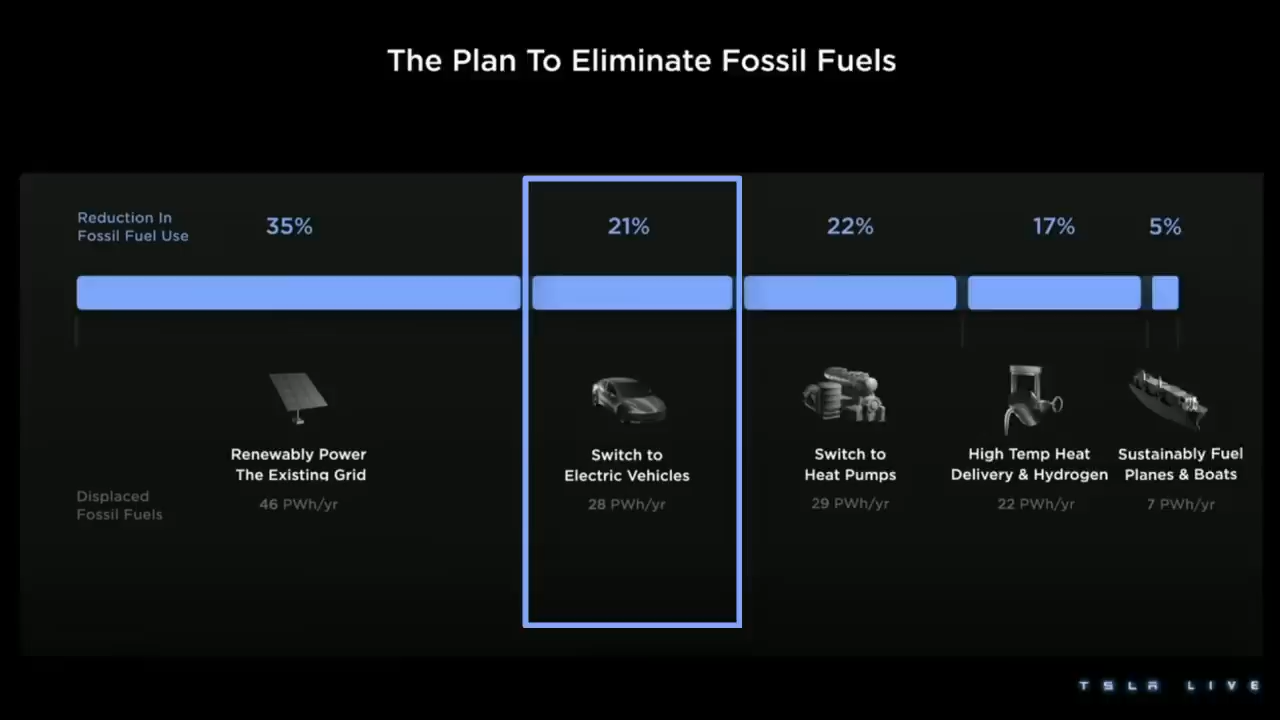 The Plan To Eliminate Fossil Fuels
Reduction In
Fossil Fuel Use
35%
21%
22%
17%
5%
Renewably Power
The Existing Grid
46 PWh/yr
Switch to
Electric Vehicles
28 PWh/yr
Switch to
Heat Pumps
29 PWh/yr
High Temp Heat
Delivery & Hydrogen
22 PWh/yr
Sustainably Fuel
Planes & Boats
7 PWh/yr
Displaced
Fossil Fuels
TSLA LIVE